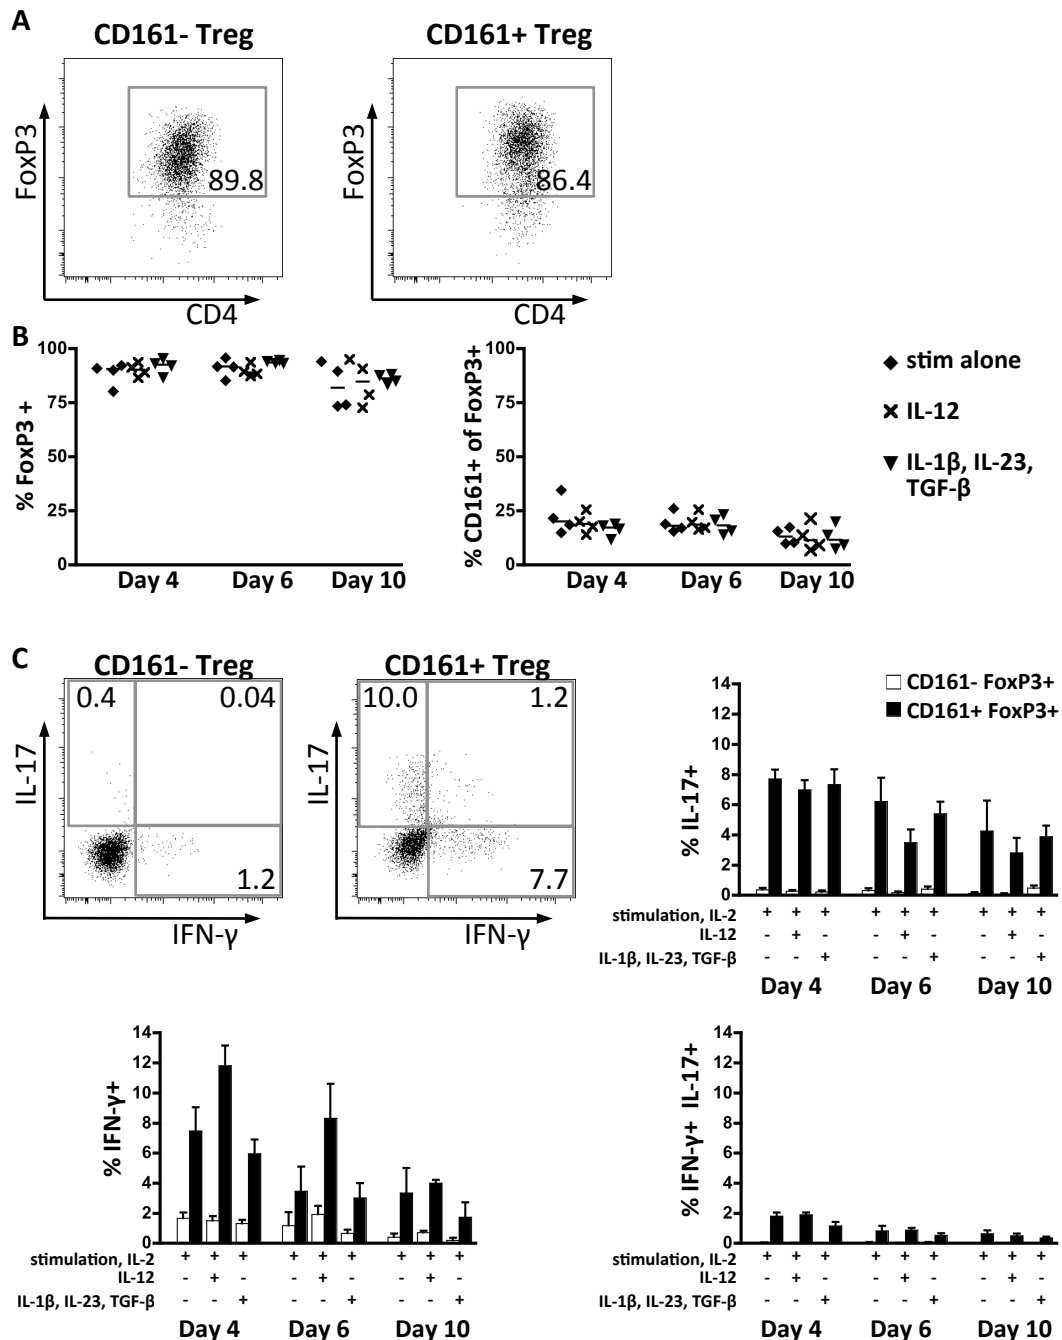 A
CD161- Treg
CD161+ Treg
FoxP3
89.8
CD4
FoxP3
86.4
CD4
B
% FoxP3 +
100
75
50
25
0
Day 4 Day 6 Day 10
% CD161+ of FoxP3+
100
75
50
25
0
Day 4 Day 6 Day 10
stim alone
IL-12
IL-1β, IL-23,
TGF-β
C
CD161- Treg
0.4 0.04
1.2
IL-17
IFN-γ
CD161+ Treg
10.0 1.2
7.7
IL-17
IFN-γ
CD161- FoxP3+
CD161+ FoxP3+
% IL-17+
14
12
10
8
6
4
2
0
stimulation, IL-2 + + + + + + + + +
IL-12 - + - - + - - + -
IL-1β, IL-23, TGF-β - - + - - + - - +
Day 4 Day 6 Day 10
% IFN-γ+
14
12
10
8
6
4
2
0
stimulation, IL-2 + + + + + + + + +
IL-12 - + - - + - - + -
IL-1β, IL-23, TGF-β - - + - - + - - +
Day 4 Day 6 Day 10
% IFN-γ+ IL-17+
14
12
10
8
6
4
2
0
stimulation, IL-2 + + + + + + + + +
IL-12 - + - - + - - + -
IL-1β, IL-23, TGF-β - - + - - + - - +
Day 4 Day 6 Day 10